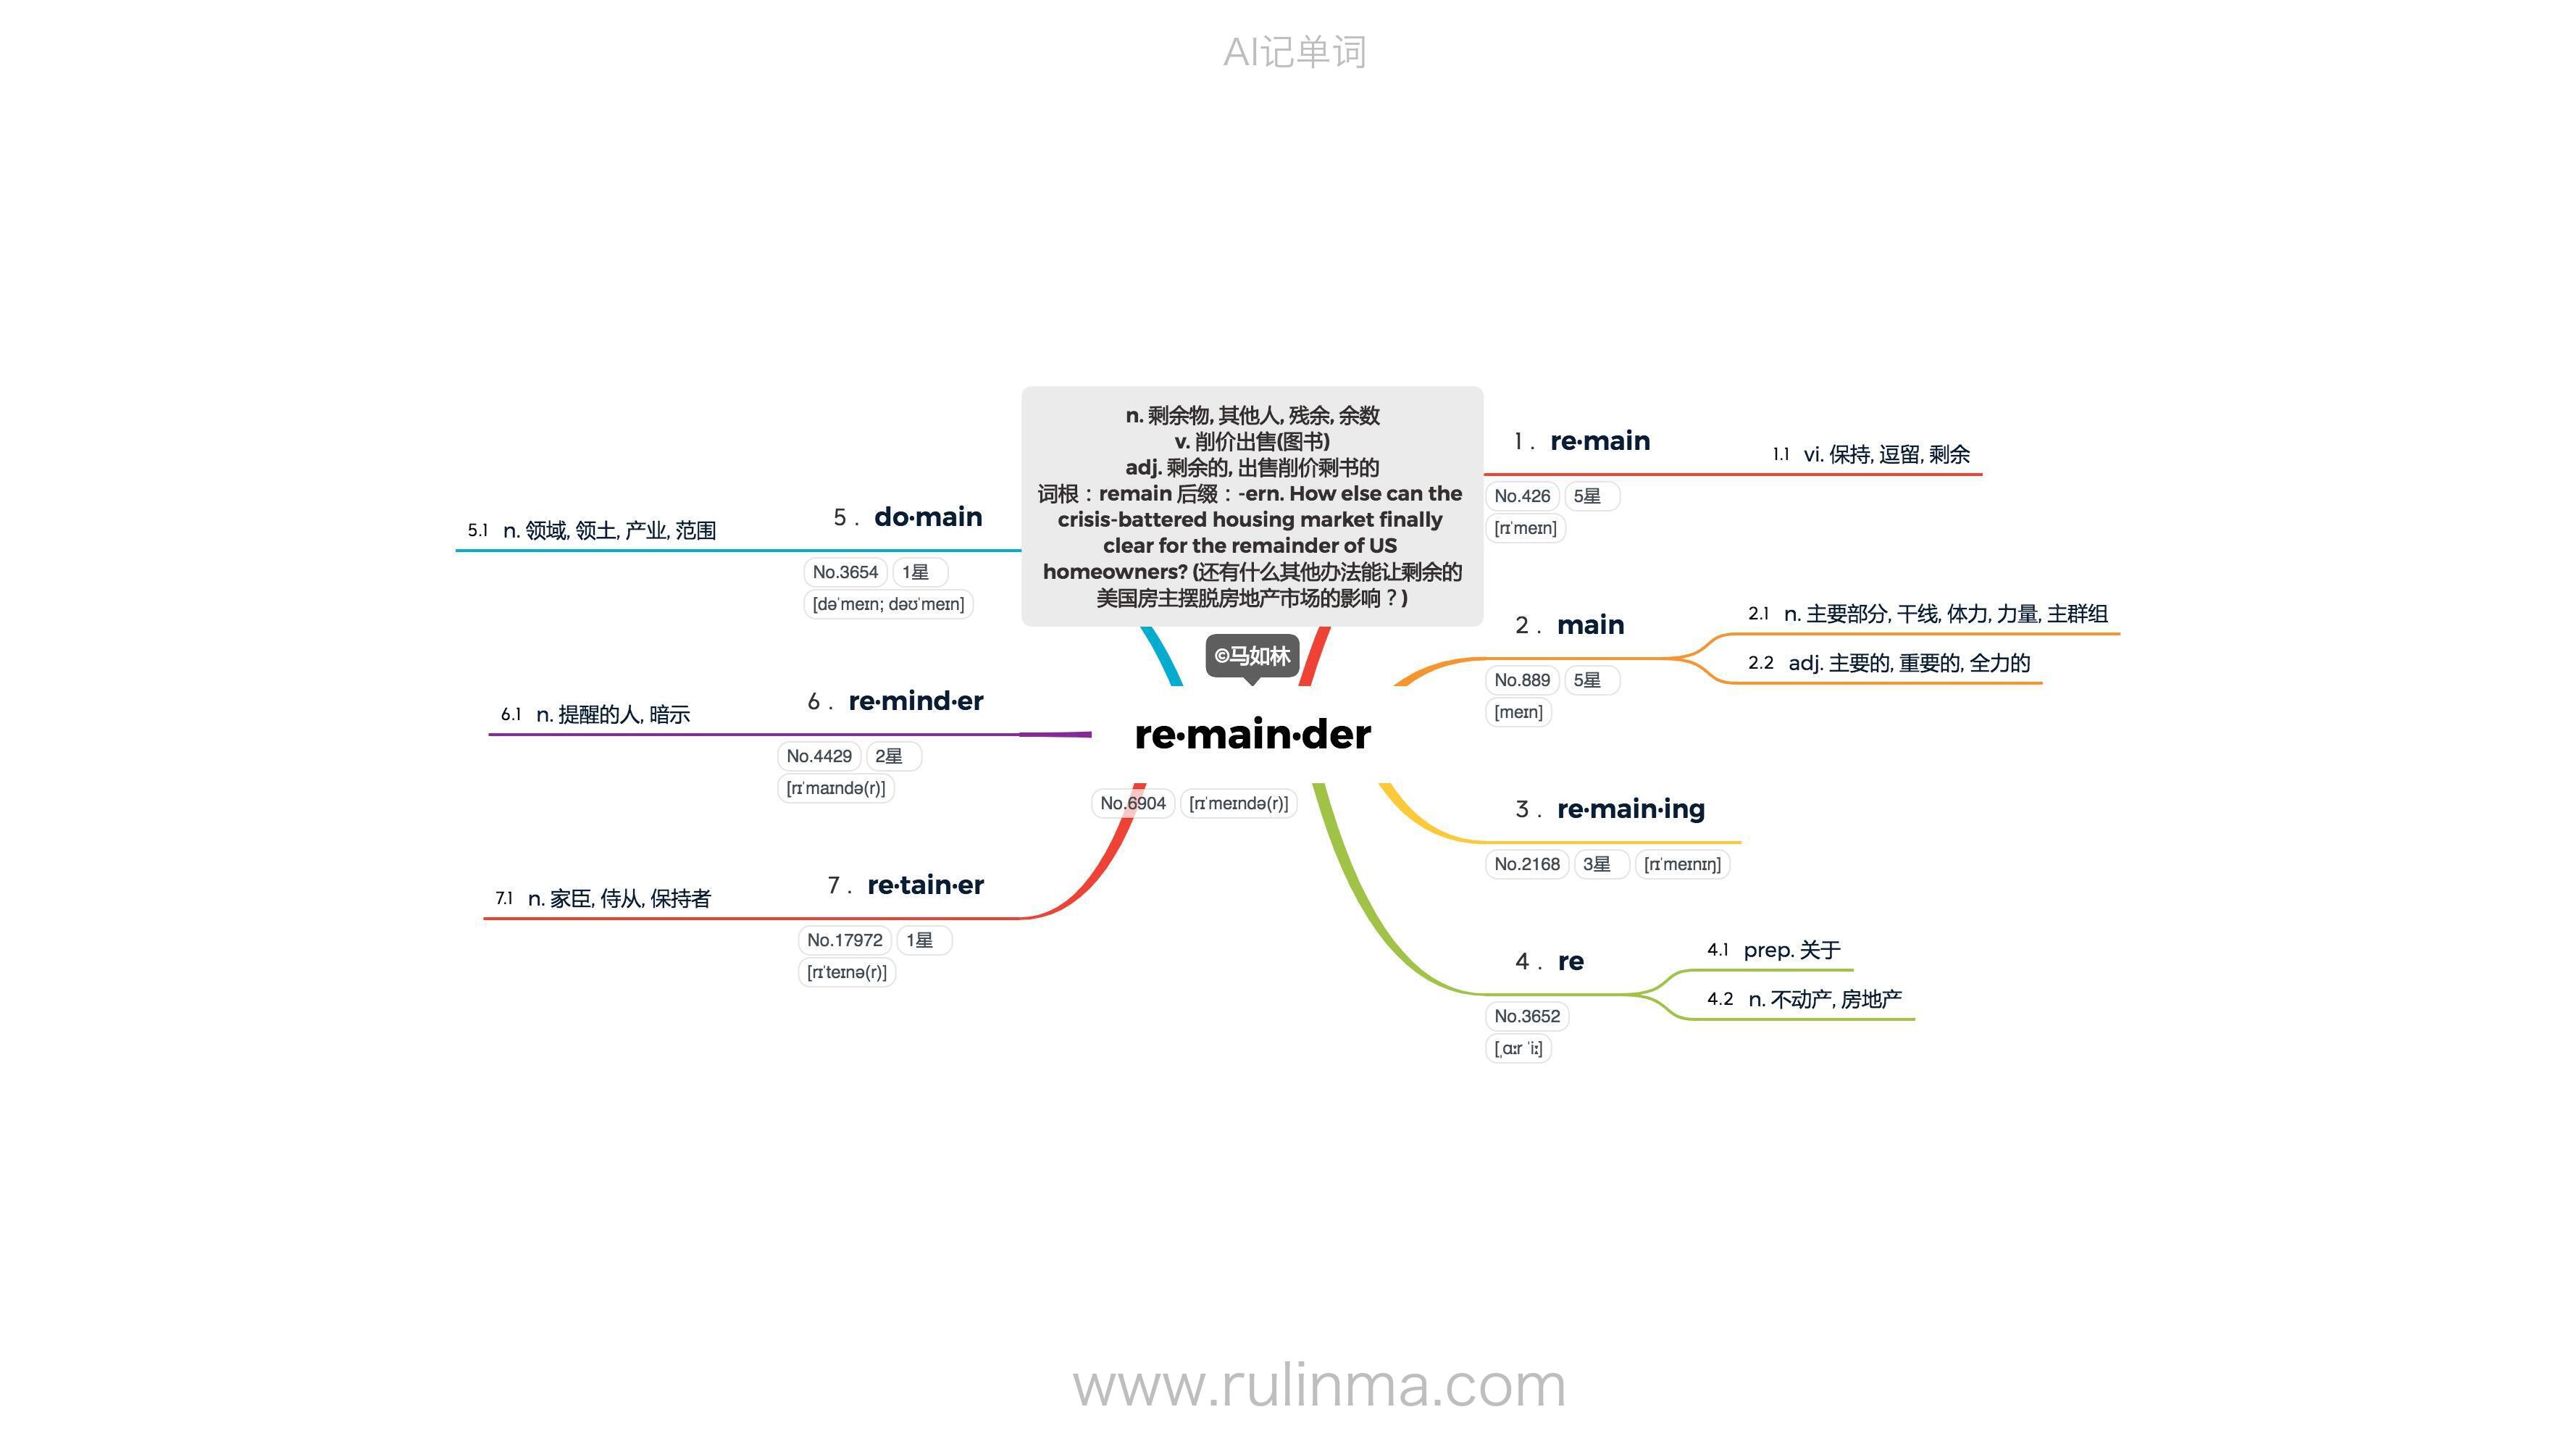 AI记单词
n. 剩余物, 其他人, 残余, 余数
v. 削价出售(图书)
adj. 剩余的, 出售削价剩书的
词根：remain 后缀：-ern. How else can the
crisis-battered housing market finally
clear for the remainder of US
homeowners? (还有什么其他办法能让剩余的
美国房主摆脱房地产市场的影响？)
©马如林
re·main·der
No.6904 [rɪˈmeɪndə(r)]
1 . re·main
1.1 vi. 保持, 逗留, 剩余
No.426 5星
[rɪˈmeɪn]
2 . main
2.1 n. 主要部分, 干线, 体力, 力量, 主群组
2.2 adj. 主要的, 重要的, 全力的
No.889 5星
[meɪn]
3 . re·main·ing
No.2168 3星 [rɪˈmeɪnɪŋ]
4 . re
4.1 prep. 关于
4.2 n. 不动产, 房地产
No.3652
[ˌɑːr ˈiː]
5 . do·main
5.1 n. 领域, 领土, 产业, 范围
No.3654 1星
[dəˈmeɪn; dəʊˈmeɪn]
6 . re·mind·er
6.1 n. 提醒的人, 暗示
No.4429 2星
[rɪˈmaɪndə(r)]
7 . re·tain·er
7.1 n. 家臣, 侍从, 保持者
No.17972 1星
[rɪˈteɪnə(r)]
www.rulinma.com